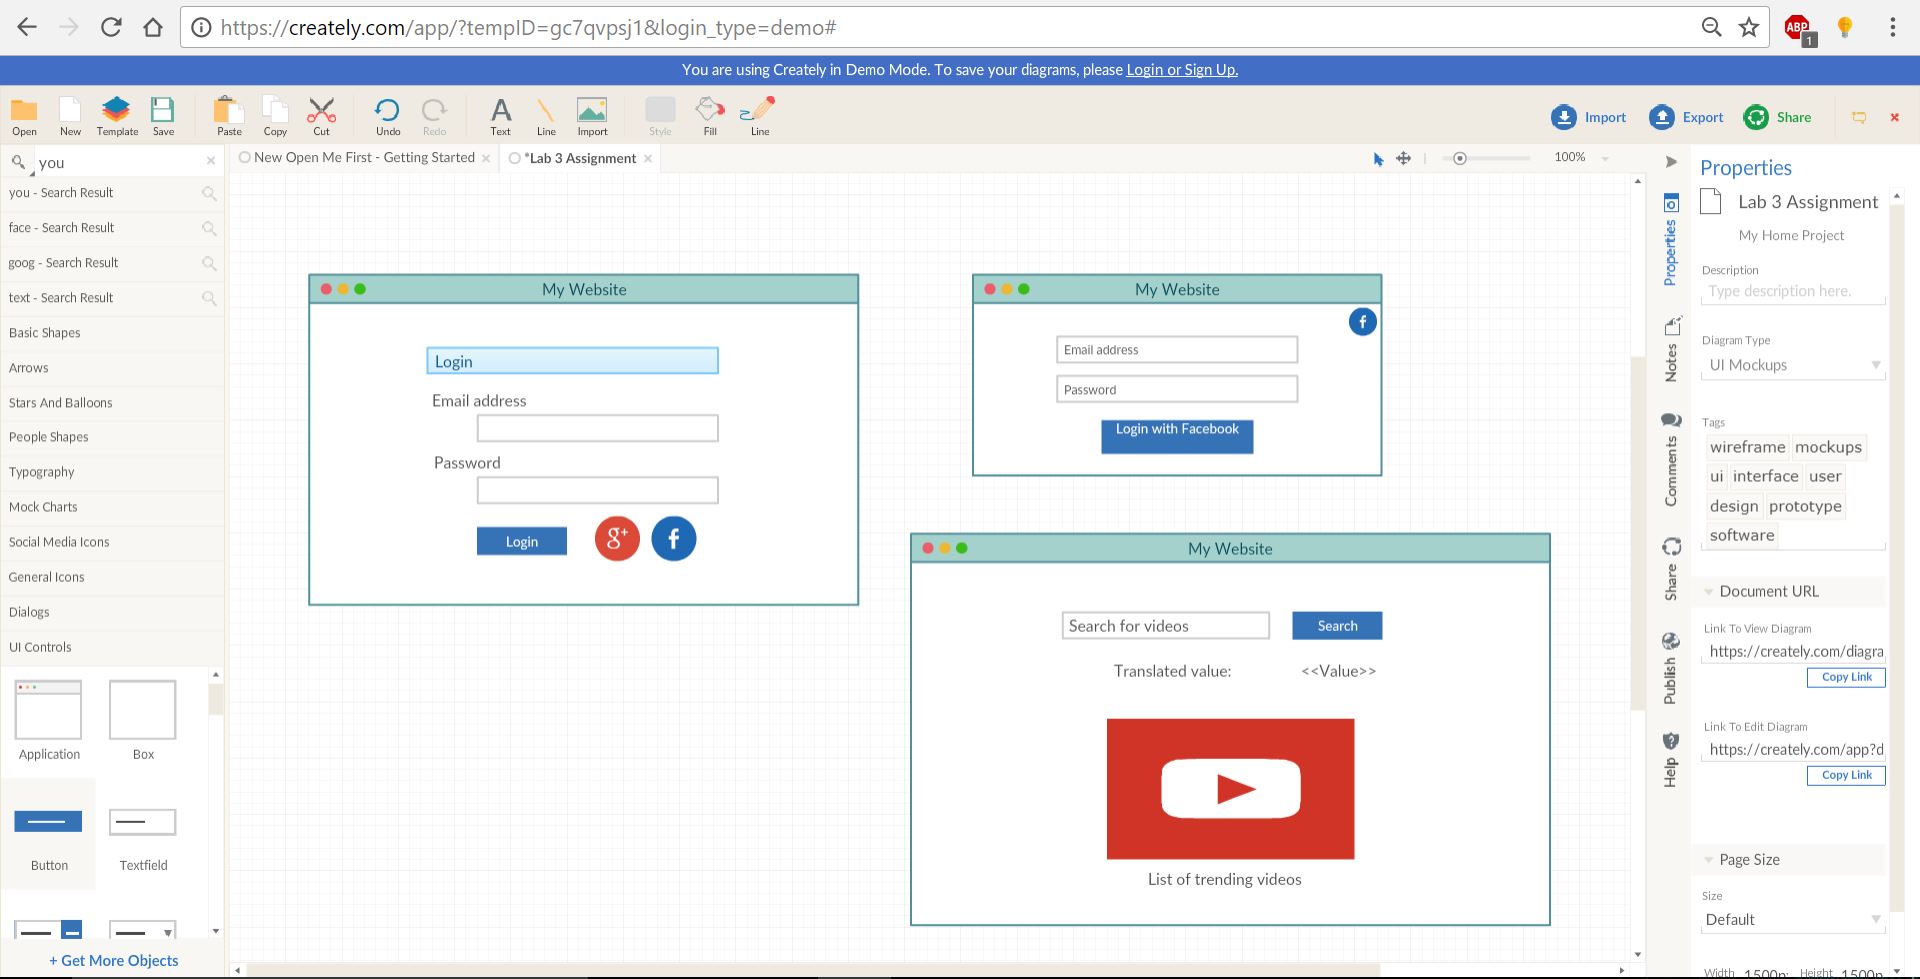 https://creately.com/app/?tempID=gc7qvpsj1&login_type=demo#
ABP
1
You are using Creately in Demo Mode. To save your diagrams, please Login or Sign Up.
Open New Template Save Paste Copy Cut Undo Redo Text Line Import Style Fill Line
Import Export Share
you
New Open Me First - Getting Started
*Lab 3 Assignment
100%
you - Search Result
face - Search Result
goog - Search Result
text - Search Result
Basic Shapes
Arrows
Stars And Balloons
People Shapes
Typography
Mock Charts
Social Media Icons
General Icons
Dialogs
UI Controls
Application Box
Button Textfield
+ Get More Objects
My Website
Login
Email address
Password
Login g+ f
My Website
f
Email address
Password
Login with Facebook
My Website
Search for videos Search
Translated value: <<Value>>
List of trending videos
Properties
Notes
Comments
Share
Publish
Help
Properties
Lab 3 Assignment
My Home Project
Description
Type description here.
Diagram Type
UI Mockups
Tags
wireframe mockups
ui interface user
design prototype
software
Document URL
Link To View Diagram
https://creately.com/diagra
Copy Link
Link To Edit Diagram
https://creately.com/app?d
Copy Link
Page Size
Size
Default
Width 1500p Height 1500p